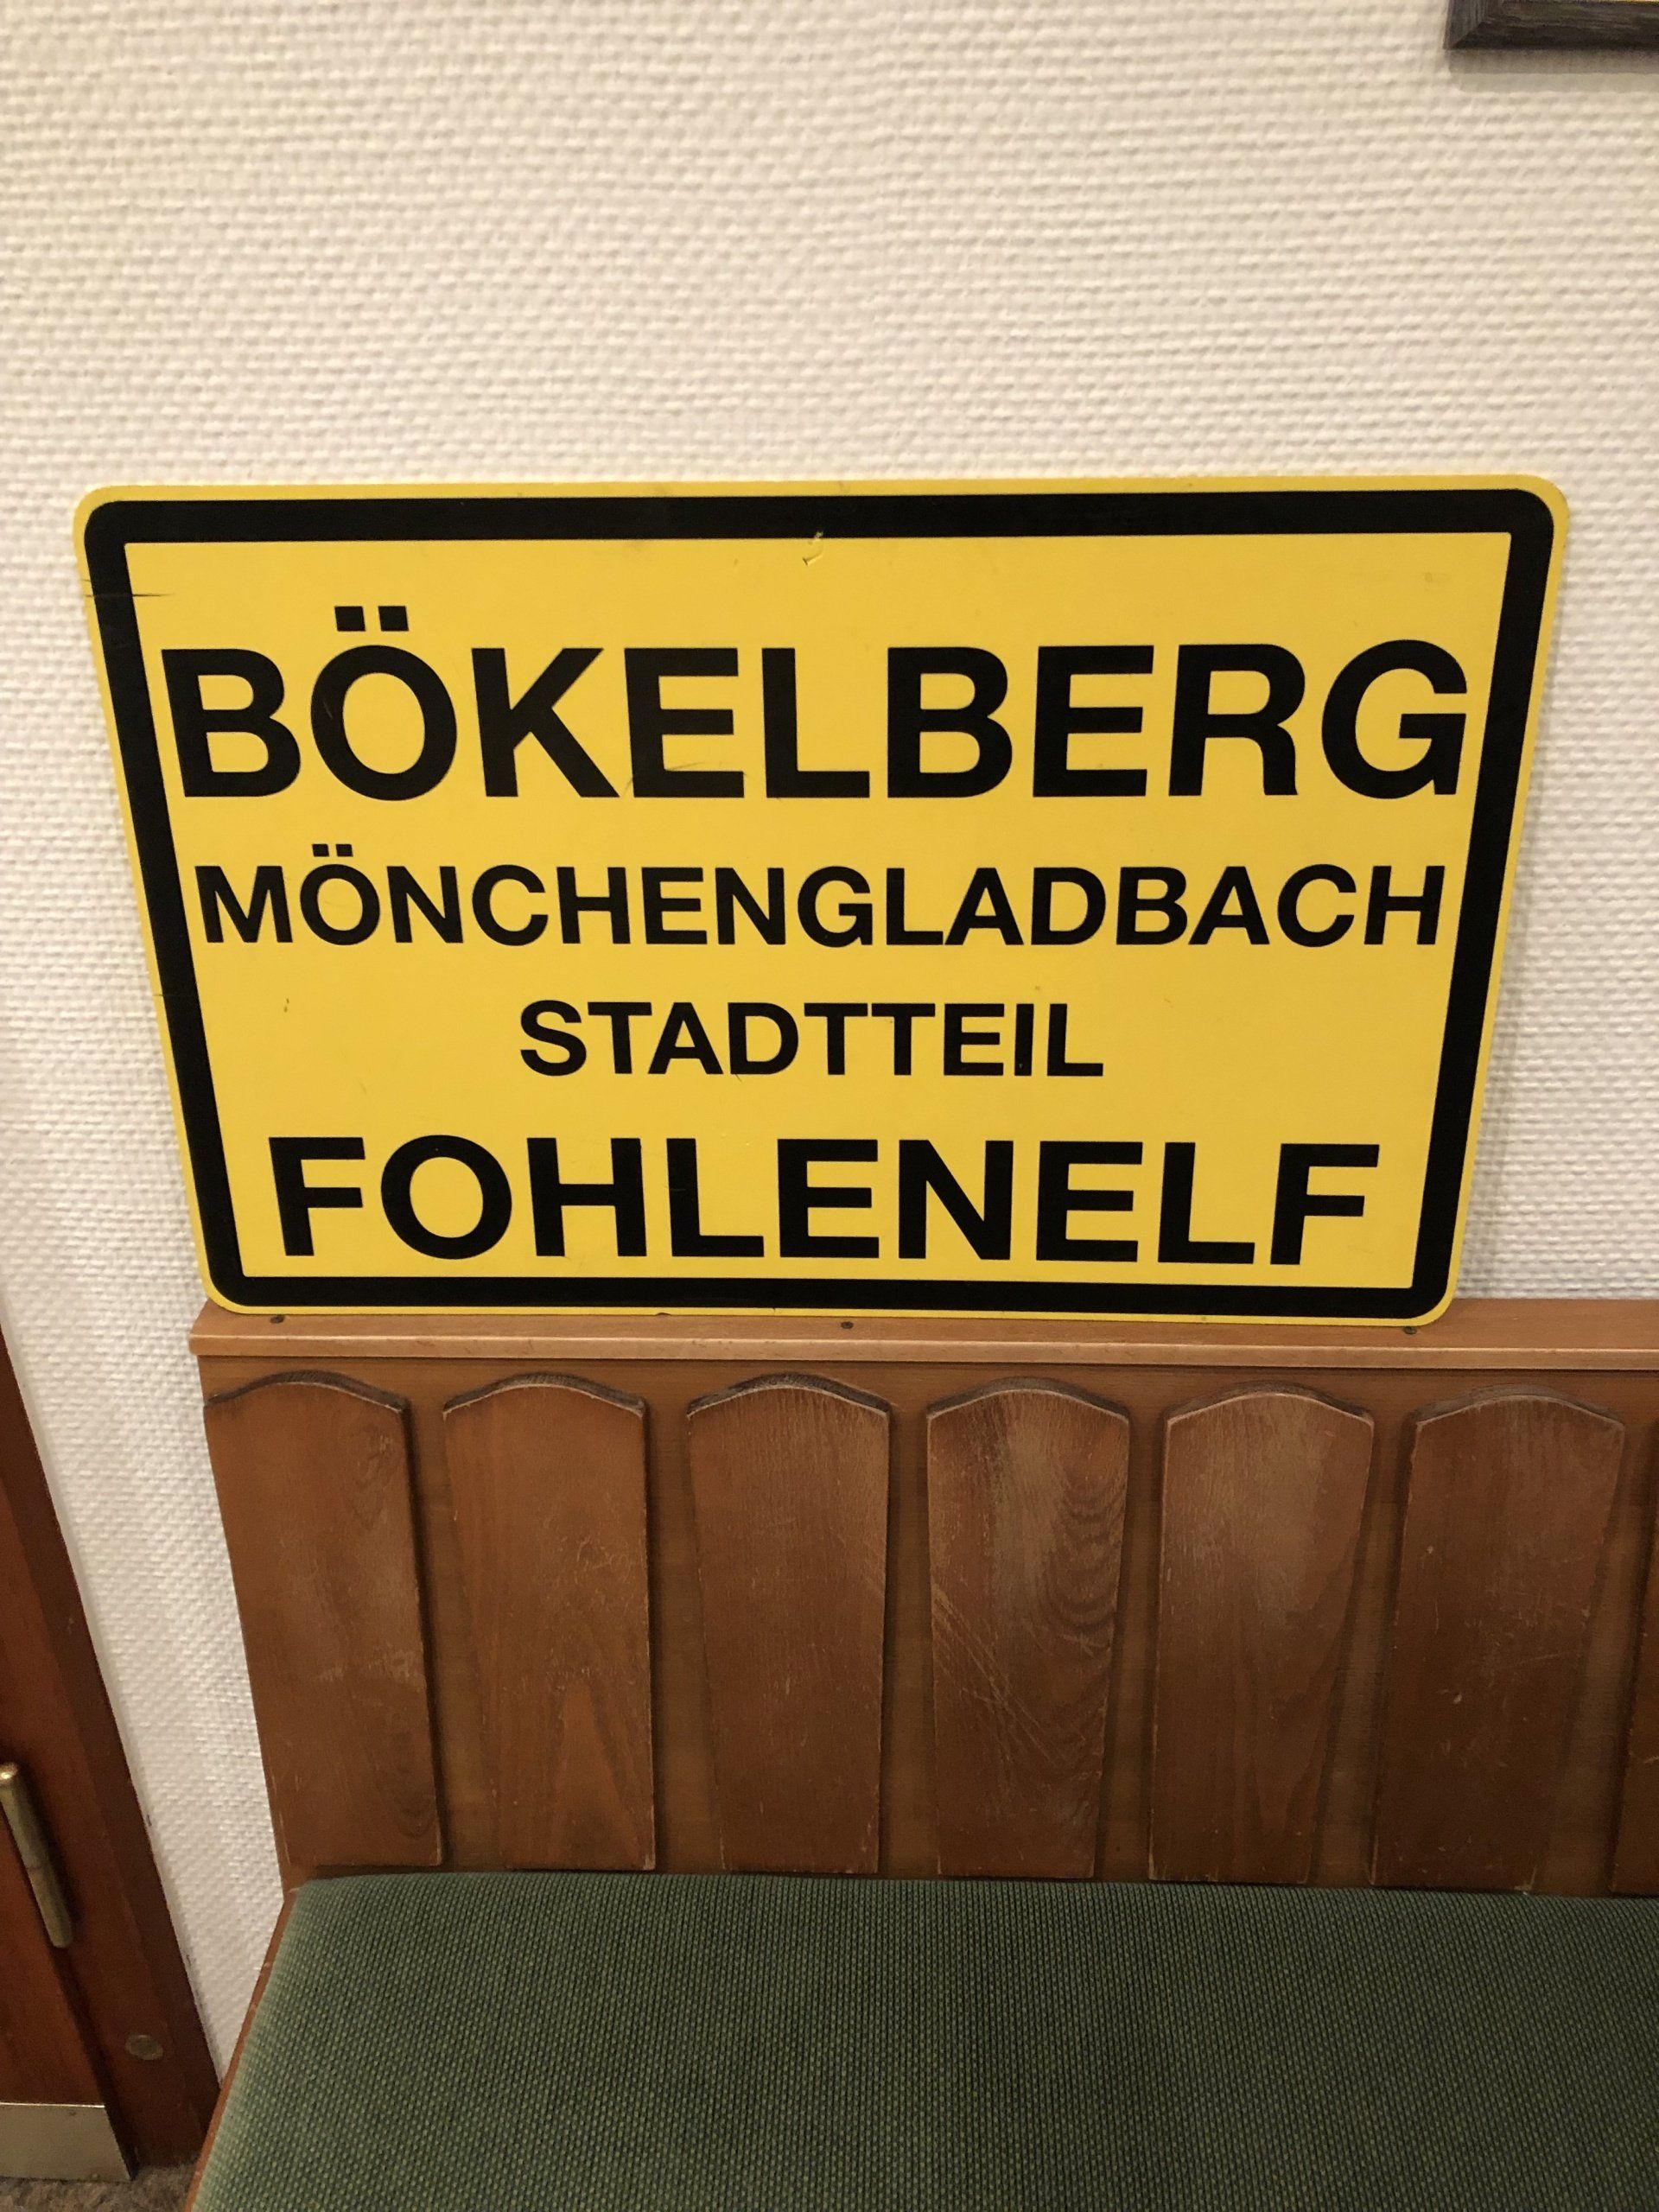 BÖKELBERG
MÖNCHENGLADBACH
STADTTEIL
FOHLENELF